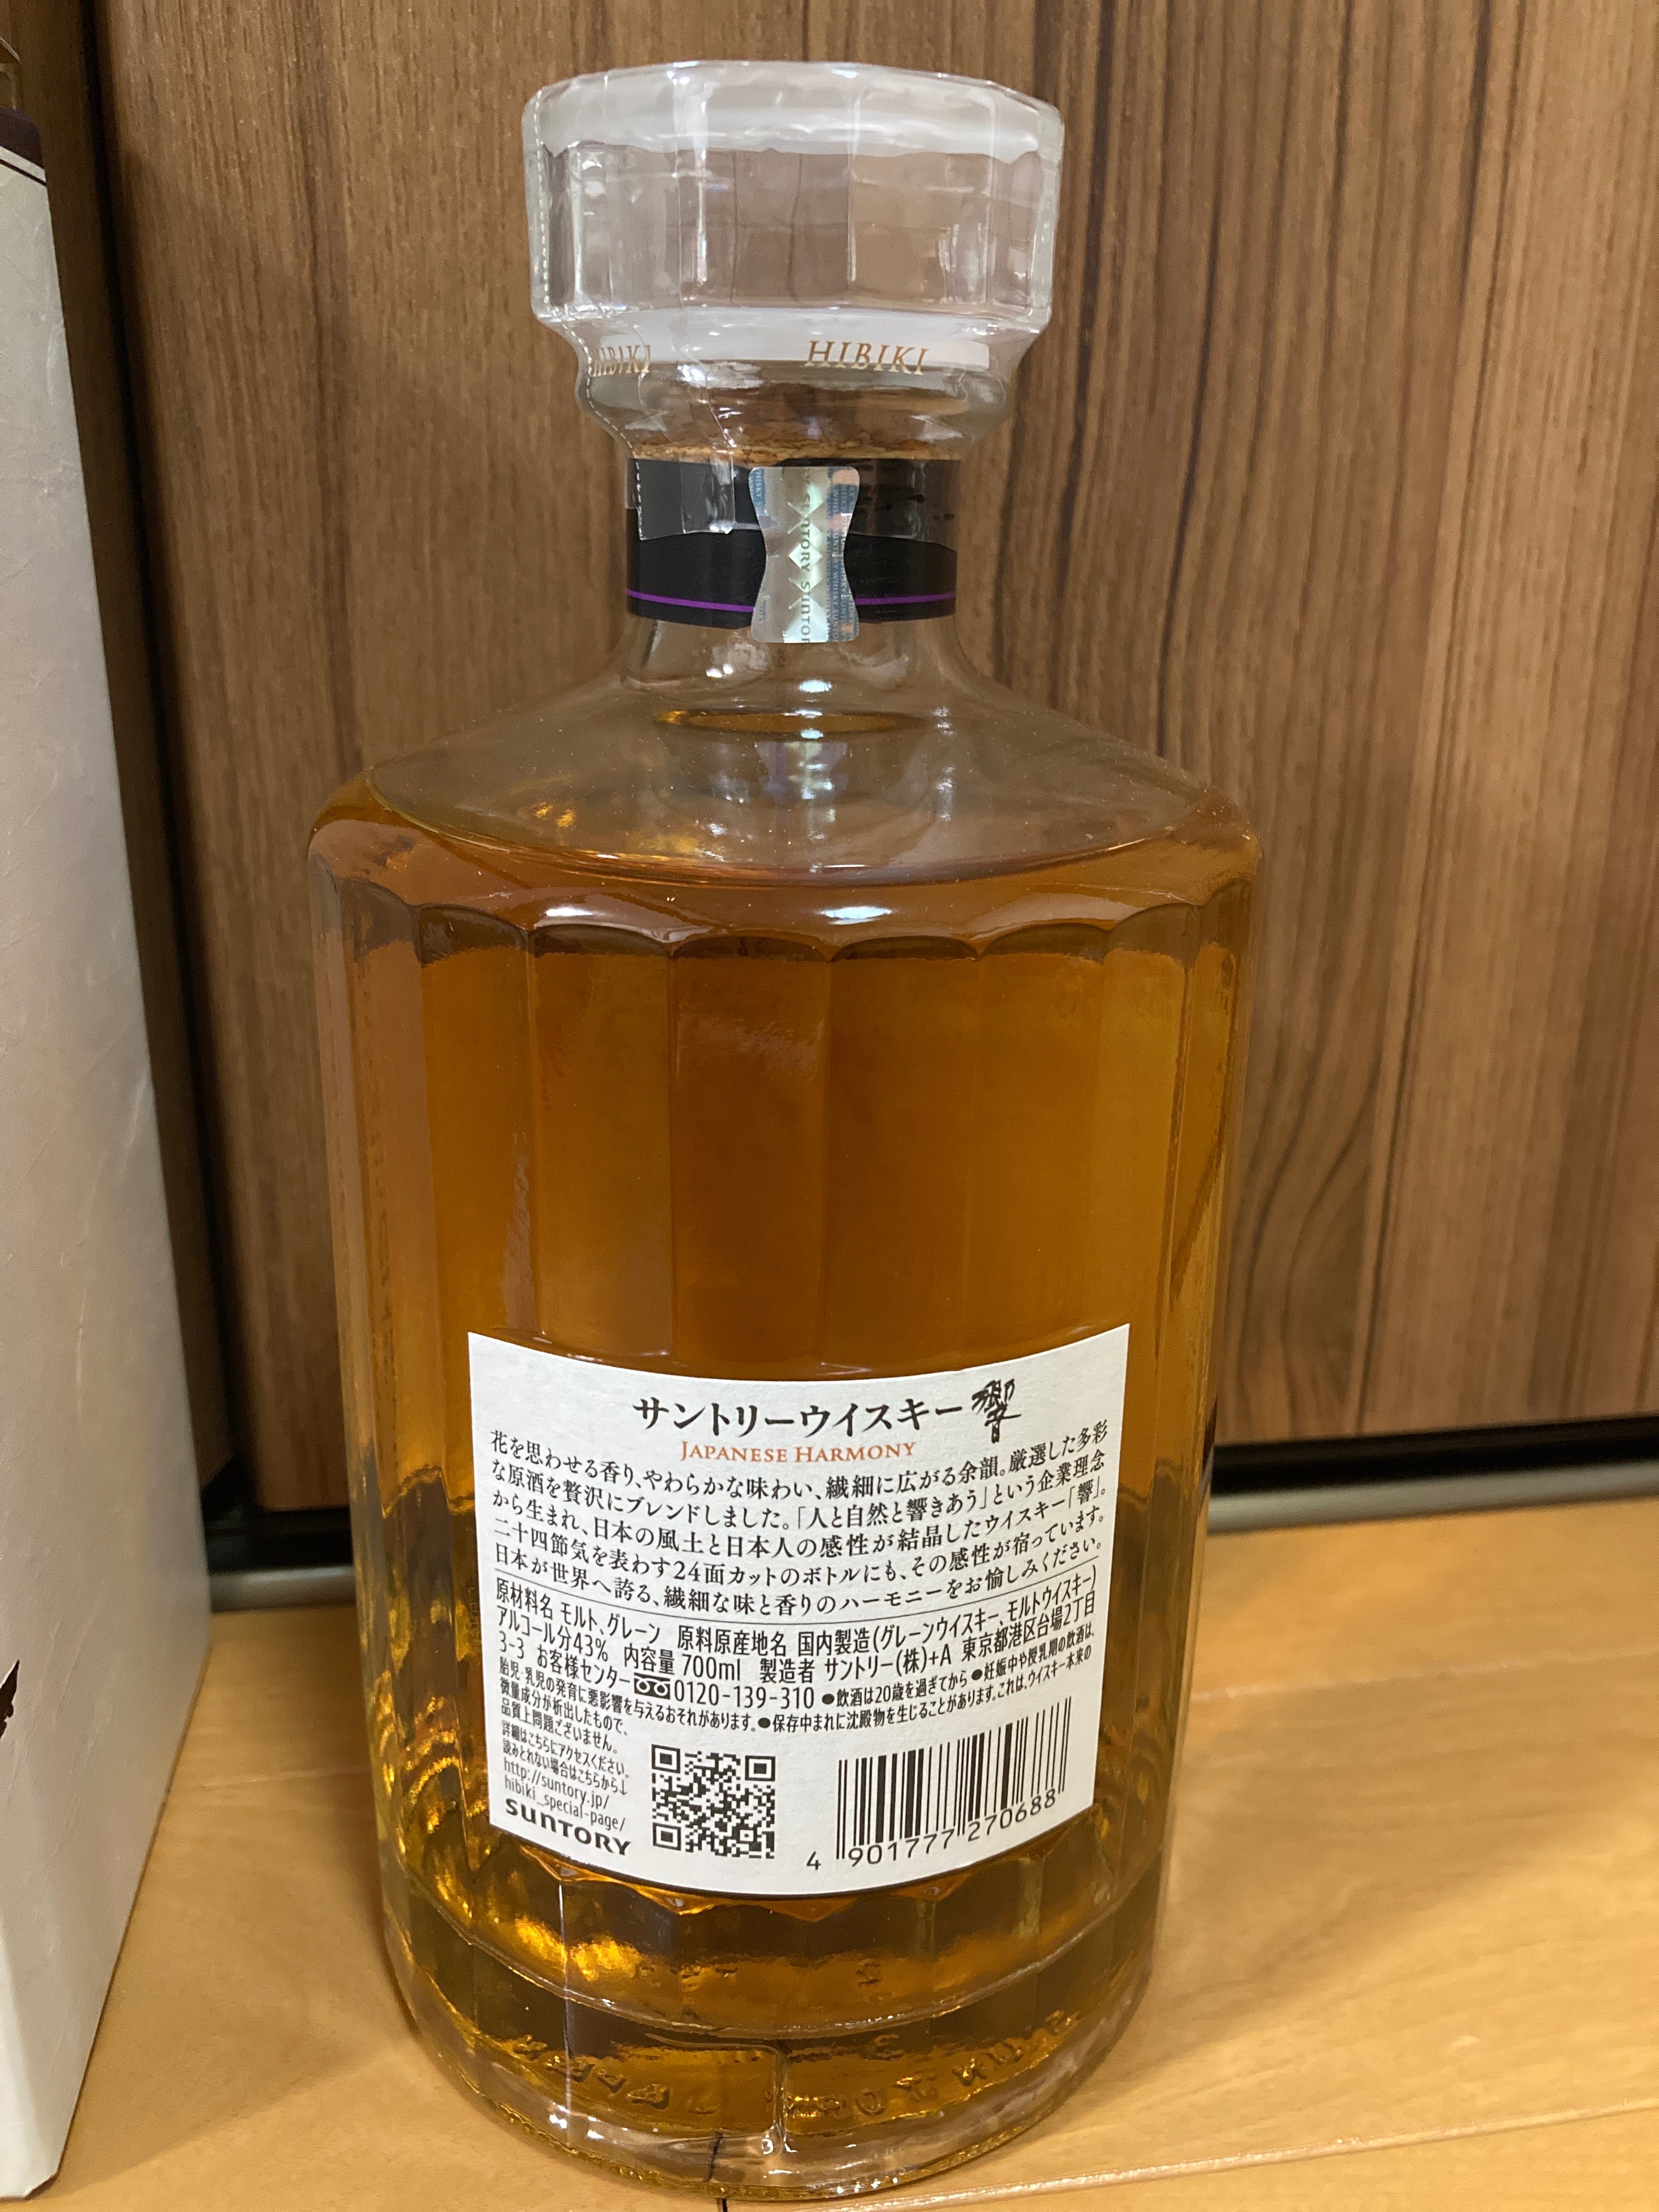 HIBIKI
HIBIKI
SUNTORY SUNTOR
サントリーウイスキー 響
JAPANESE HARMONY
花を思わせる香り、やわらかな味わい、繊細に広がる余韻。厳選した多彩
な原酒を贅沢にブレンドしました。「人と自然と響きあう」という企業理念
から生まれ、日本の風土と日本人の感性が結晶したウイスキー「響」。
二十四節気を表わす24面カットのボトルにも、その感性が宿っています。
日本が世界へ誇る、繊細な味と香りのハーモニーをお愉しみください。
原材料名 モルト、グレーン 原料原産地名 国内製造(グレーンウイスキー、モルトウイスキー)
アルコール分43% 内容量 700ml 製造者 サントリー(株)+A 東京都港区台場2丁目
3-3 お客様センター 0120-139-310 ●飲酒は20歳を過ぎてから ●妊娠中や授乳期の飲酒は、
胎児・乳児の発育に悪影響を与えるおそれがあります。●保存中まれに沈殿物を生じることがあります。これは、ウイスキー本来の
微量成分が析出したもので、
品質上問題ございません。
詳細はこちらにアクセスください。
読みとれない場合はこちらから↓
http://suntory.jp/
hibiki_special-page/
SUNTORY
4 901777 270688